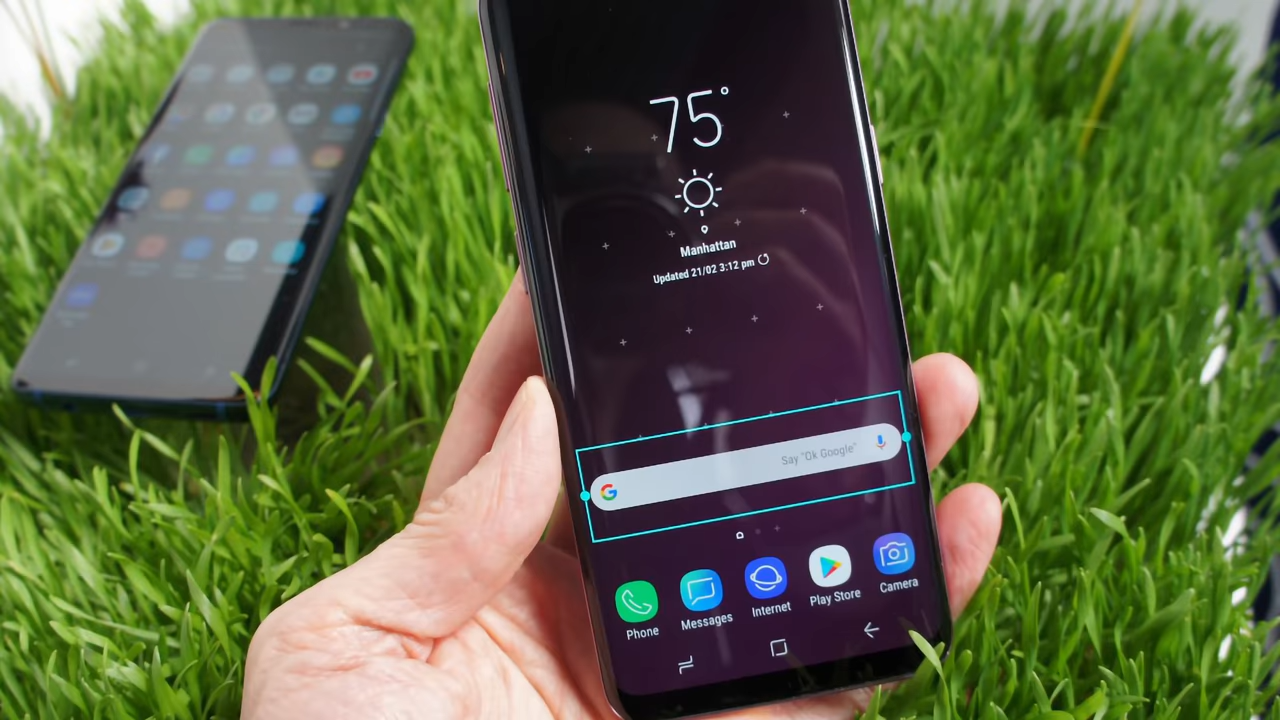 75°
Manhattan
Updated 21/02 3:12 pm
G Say "Ok Google"
Phone
Messages
Internet
Play Store
Camera